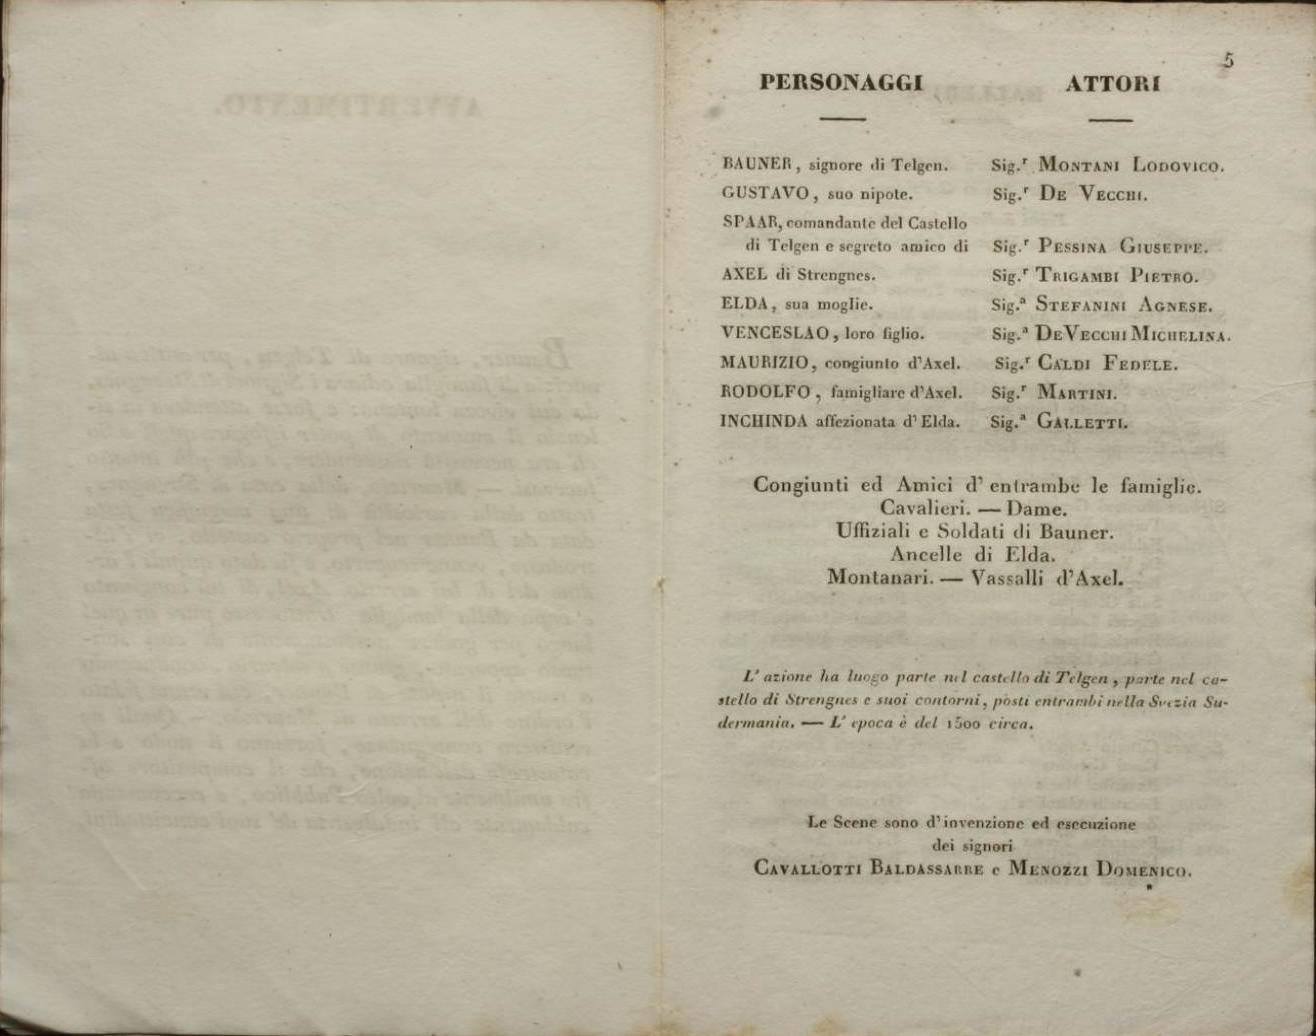 5
PERSONAGGI ATTORI
BAUNER, signore di Telgen. Sig.r MONTANI LODOVICO.
GUSTAVO, suo nipote. Sig.r DE VECCHI.
SPAAR, comandante del Castello
di Telgen e segreto amico di Sig.r PESSINA GIUSEPPE.
AXEL di Strengnes. Sig.r TRIGAMBI PIETRO.
ELDA, sua moglie. Sig.a STEFANINI AGNESE.
VENCESLAO, loro figlio. Sig.a DE VECCHI MICHELINA.
MAURIZIO, congiunto d'Axel. Sig.r CALDI FEDELE.
RODOLFO, famigliare d'Axel. Sig.r MARTINI.
INCHINDA affezionata d'Elda. Sig.a GALLETTI.
Congiunti ed Amici d'entrambe le famiglie.
Cavalieri. — Dame.
Uffiziali e Soldati di Bauner.
Ancelle di Elda.
Montanari. — Vassalli d'Axel.
L'azione ha luogo parte nel castello di Telgen, parte nel ca-
stello di Strengnes e suoi contorni, posti entrambi nella Svezia Su-
dermania. — L'epoca è del 1500 circa.
Le Scene sono d'invenzione ed esecuzione
dei signori
CAVALLOTTI BALDASSARRE e MENOZZI DOMENICO.